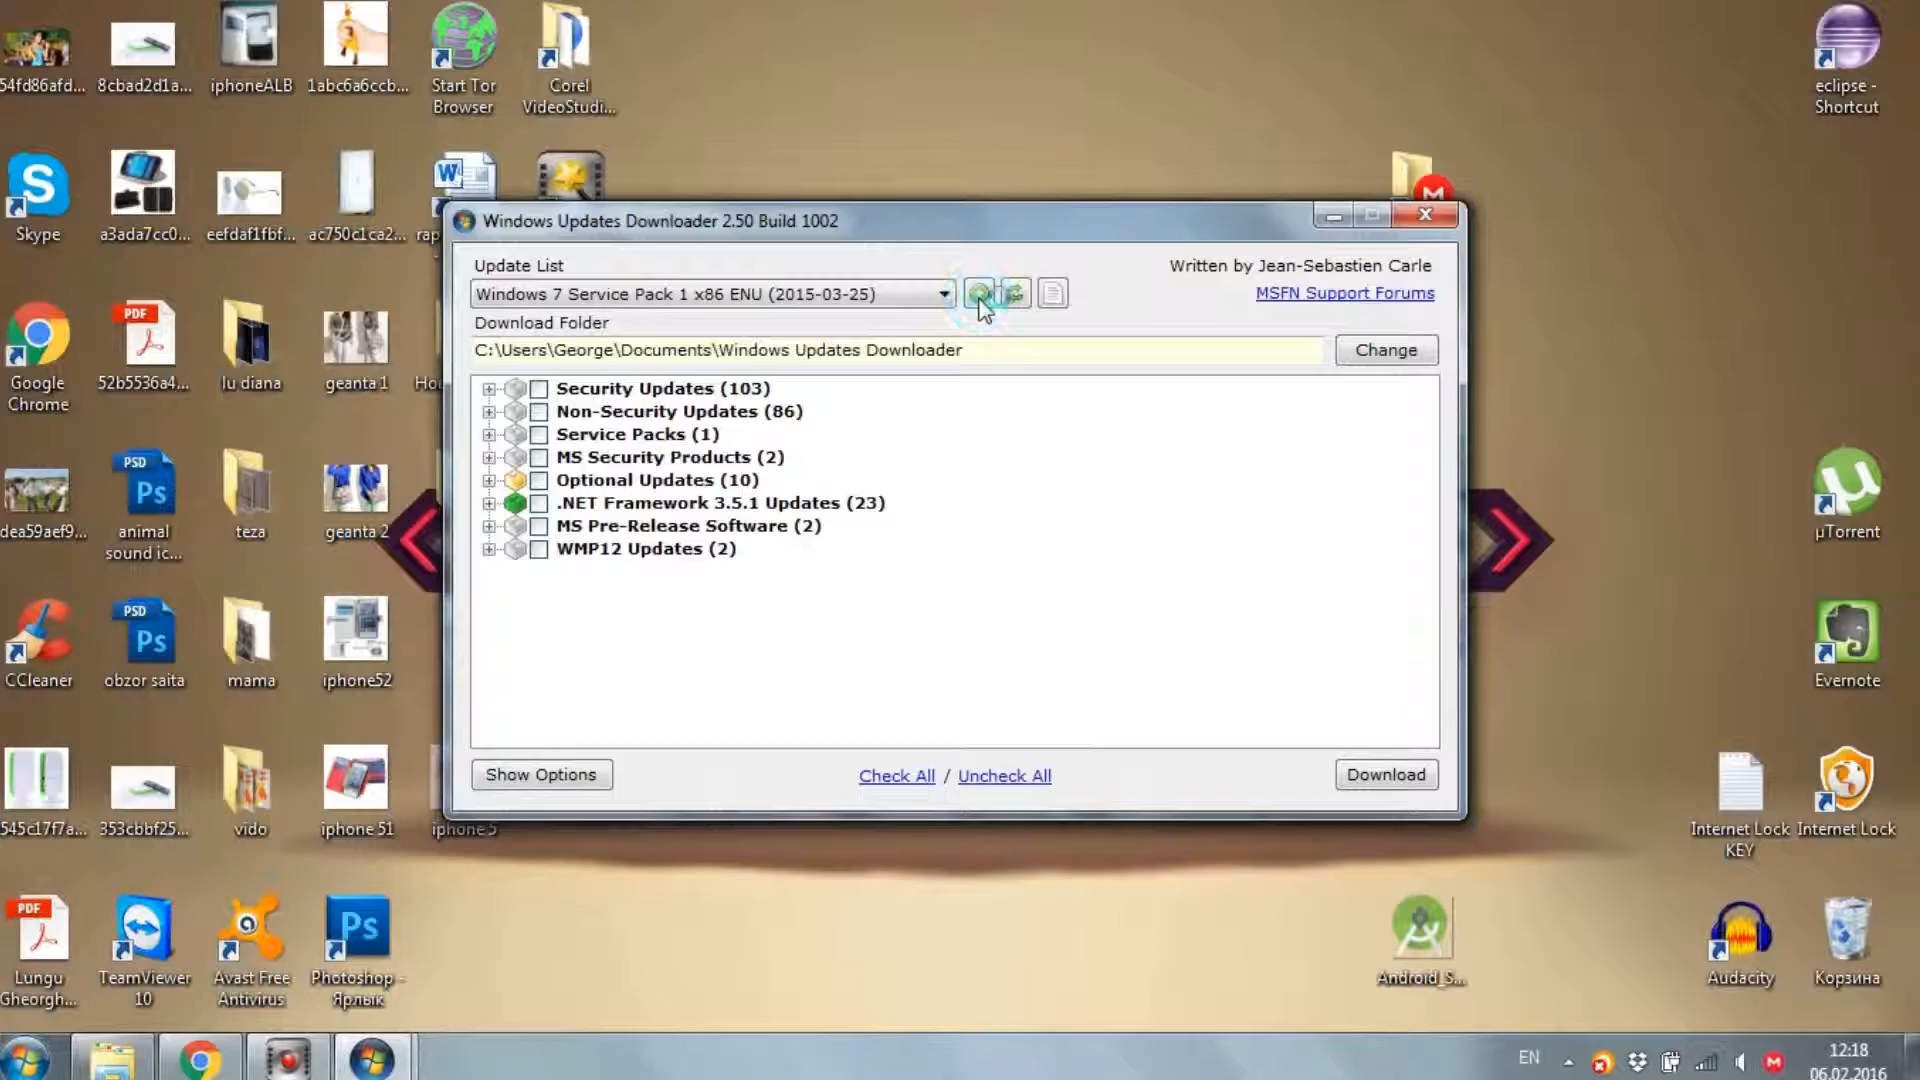 54fd86afd...
8cbad2d1a...
iphoneALB
1abc6a6ccb...
Start Tor
Browser
Corel
VideoStudi...
eclipse -
Shortcut
Skype
a3ada7cc0...
eefdaf1fbf...
ac750c1ca2...
rap
Windows Updates Downloader 2.50 Build 1002
Update List
Written by Jean-Sebastien Carle
Windows 7 Service Pack 1 x86 ENU (2015-03-25)
MSFN Support Forums
Download Folder
C:\Users\George\Documents\Windows Updates Downloader
Change
Security Updates (103)
Non-Security Updates (86)
Service Packs (1)
MS Security Products (2)
Optional Updates (10)
.NET Framework 3.5.1 Updates (23)
MS Pre-Release Software (2)
WMP12 Updates (2)
Show Options
Check All / Uncheck All
Download
Google
Chrome
PDF
52b5536a4...
lu diana
geanta 1
Ho
dea59aef9...
PSD
Ps
animal
sound ic...
teza
geanta 2
µTorrent
CCleaner
PSD
Ps
obzor saita
mama
iphone52
Evernote
545c17f7a...
353cbbf25...
vido
iphone 51
iphone 5
Internet Lock
KEY
Internet Lock
PDF
Lungu
Gheorgh...
TeamViewer
10
Avast Free
Antivirus
Ps
Photoshop -
Ярлык
Android_S...
Audacity
Корзина
EN
12:18
06.02.2016